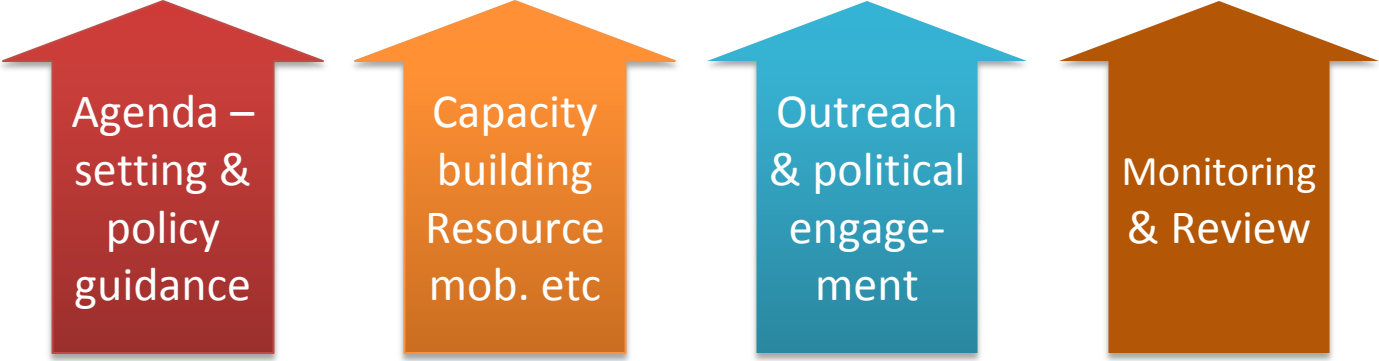 Agenda –
setting &
policy
guidance
Capacity
building
Resource
mob. etc
Outreach
& political
engage-
ment
Monitoring
& Review